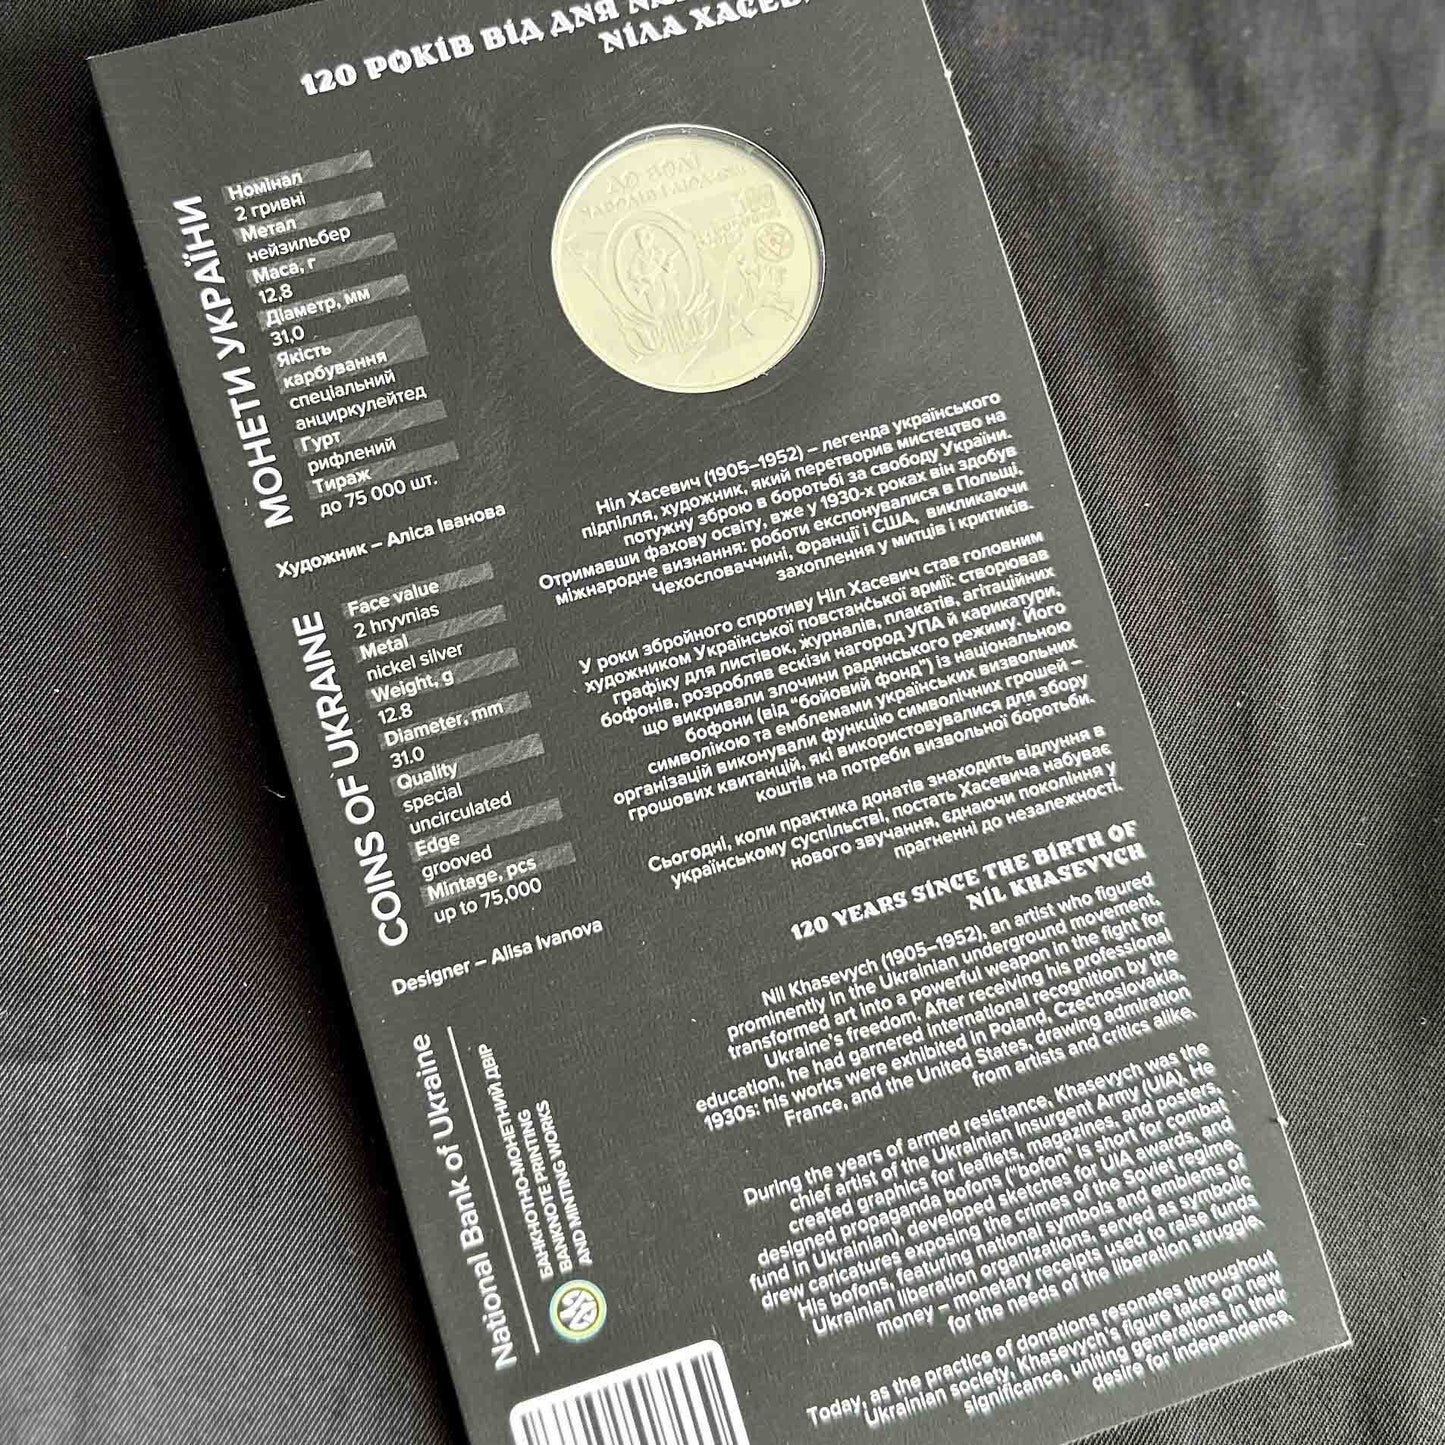 120 РОКІВ ВІД ДНЯ
НІЛА
МОНЕТИ УКРАЇНИ
Номінал
2 гривні
Метал
нейзильбер
Маса, г
12,8
Діаметр, мм
31,0
Якість
карбування
спеціальний
анциркулейтед
Гурт
рифлений
Тираж
до 75 000 шт.
Художник – Аліса Іванова
COINS OF UKRAINE
Face value
2 hryvnias
Metal
nickel silver
Weight, g
12.8
Diameter, mm
31.0
Quality
special
uncirculated
Edge
grooved
Mintage, pcs
up to 75,000
Designer – Alisa Ivanova
National Bank of Ukraine
БАНКНОТНО-МОНЕТНИЙ ДВІР
BANKNOTE PRINTING
AND MINTING WORKS
ДО ВОЛІ
Ніл Хасевич (1905–1952) – легенда українського
підпілля, художник, який перетворив мистецтво на
потужну зброю в боротьбі за свободу України.
Отримавши фахову освіту, вже у 1930-х роках він здобув
міжнародне визнання: роботи експонувалися в Польщі,
Чехословаччині, Франції і США, викликаючи
захоплення у митців і критиків.
У роки збройного спротиву Ніл Хасевич став головним
художником Української повстанської армії: створював
графіку для листівок, журналів, плакатів, агітаційних
бофонів, розробляв ескізи нагород УПА й карикатури,
що викривали злочини радянського режиму. Його
бофони (від “бойовий фонд”) із національною
символікою та емблемами українських визвольних
організацій виконували функцію символічних грошей –
грошових квитанцій, які використовувалися для збору
коштів на потреби визвольної боротьби.
Сьогодні, коли практика донатів знаходить відлуння в
українському суспільстві, постать Хасевича набуває
нового звучання, єднаючи покоління у
прагненні до незалежності.
120 YEARS SINCE THE BIRTH OF
NIL KHASEVYCH
Nil Khasevych (1905–1952), an artist who figured
prominently in the Ukrainian underground movement,
transformed art into a powerful weapon in the fight for
Ukraine's freedom. After receiving his professional
education, he had garnered international recognition by the
1930s: his works were exhibited in Poland, Czechoslovakia,
France, and the United States, drawing admiration
from artists and critics alike.
During the years of armed resistance, Khasevych was the
chief artist of the Ukrainian Insurgent Army (UIA). He
created graphics for leaflets, magazines, and posters,
designed propaganda bofons (“bofon” is short for combat
fund in Ukrainian), developed sketches for UIA awards, and
drew caricatures exposing the crimes of the Soviet regime.
His bofons, featuring national symbols and emblems of
Ukrainian liberation organizations, served as symbolic
money – monetary receipts used to raise funds
for the needs of the liberation struggle.
Today, as the practice of donations resonates throughout
Ukrainian society, Khasevych's figure takes on new
significance, uniting generations in their
desire for independence.